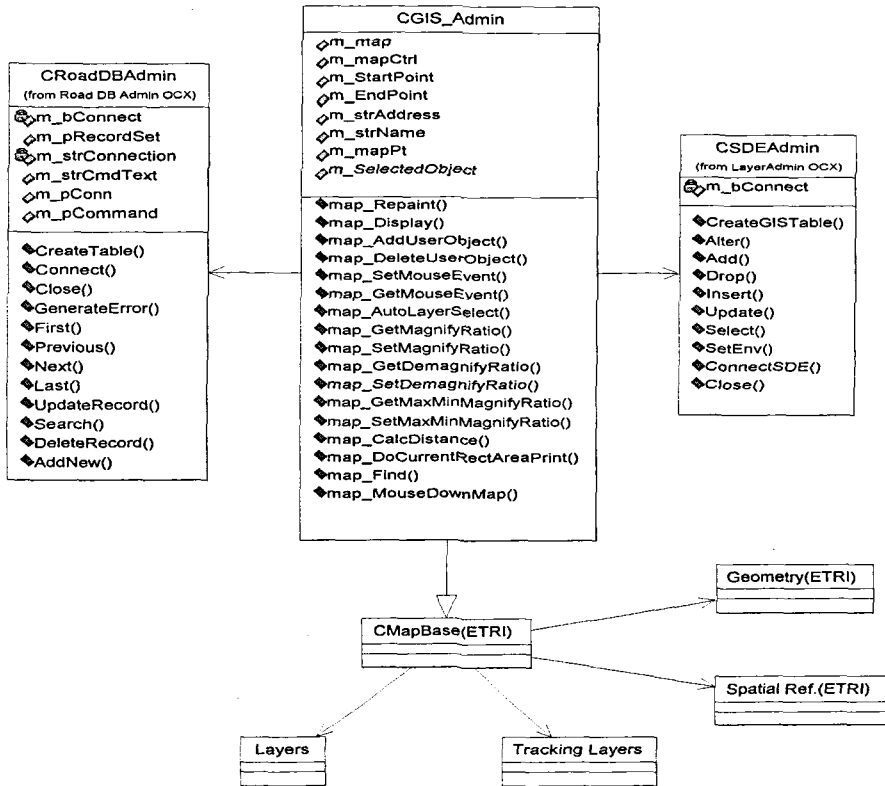 CRoadDBAdmin
(from Road DB Admin OCX)
m_bConnect
m_pRecordSet
m_strConnection
m_strCmdText
m_pConn
m_pCommand
CreateTable()
Connect()
Close()
GenerateError()
First()
Previous()
Next()
Last()
UpdateRecord()
Search()
DeleteRecord()
AddNew()
CGIS_Admin
m_map
m_mapCtrl
m_StartPoint
m_EndPoint
m_strAddress
m_strName
m_mapPt
m_SelectedObject
map_Repaint()
map_Display()
map_AddUserObject()
map_DeleteUserObject()
map_SetMouseEvent()
map_GetMouseEvent()
map_AutoLayerSelect()
map_GetMagnifyRatio()
map_SetMagnifyRatio()
map_GetDemagnifyRatio()
map_SetDemagnifyRatio()
map_GetMaxMinMagnifyRatio()
map_SetMaxMinMagnifyRatio()
map_CalcDistance()
map_DoCurrentRectAreaPrint()
map_Find()
map_MouseDownMap()
CSDEAdmin
(from LayerAdmin OCX)
m_bConnect
CreateGISTable()
Alter()
Add()
Drop()
Insert()
Update()
Select()
SetEnv()
ConnectSDE()
Close()
CMapBase(ETRI)
Geometry(ETRI)
Spatial Ref.(ETRI)
Layers
Tracking Layers